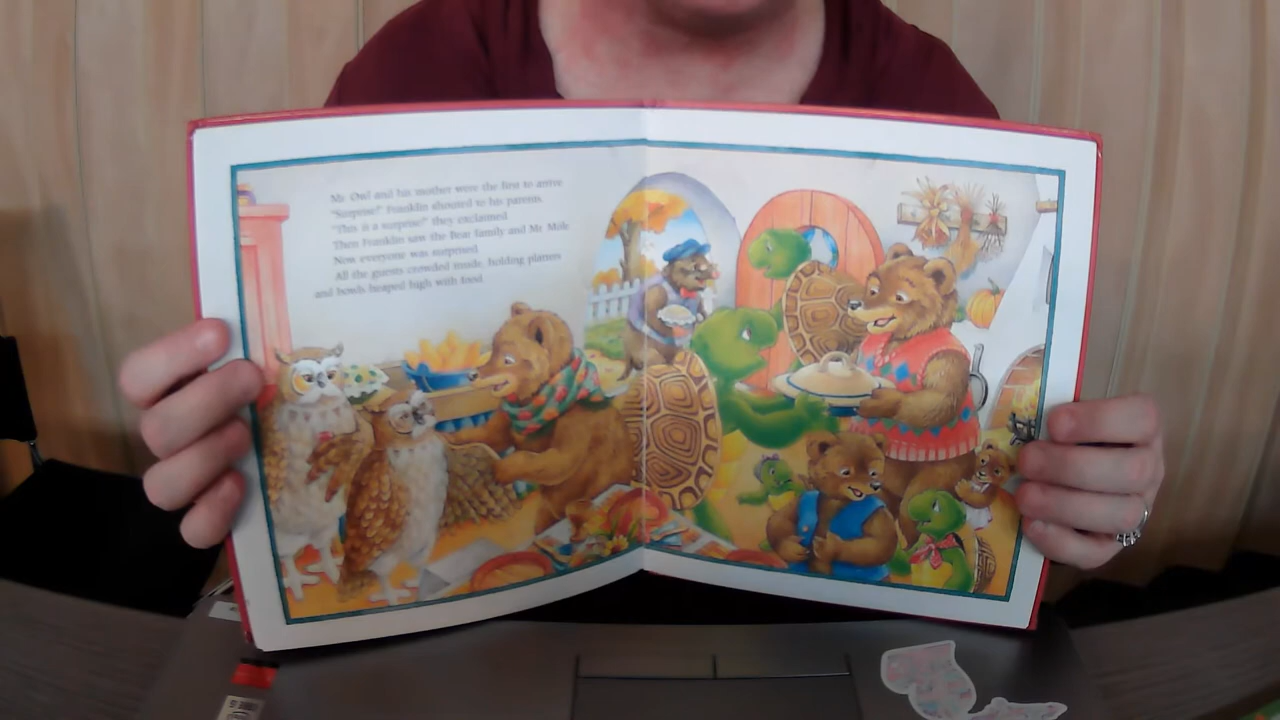 Mr. Owl and his mother were the first to arrive.
"Surprise!" Franklin shouted to his parents.
"This is a surprise!" they exclaimed.
Then Franklin saw the Bear family and Mr. Mole.
Now everyone was surprised.
All the guests crowded inside, holding platters
and bowls heaped high with food.